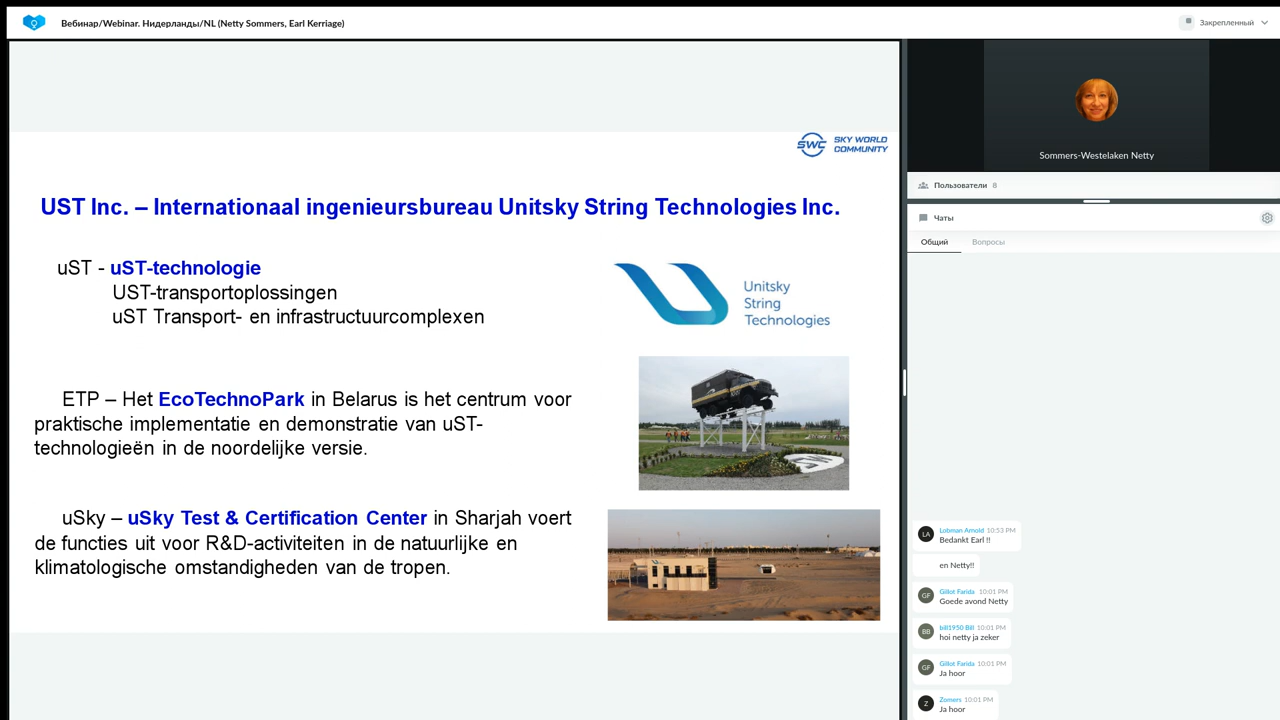 Вебинар/Webinar. Нидерланды/NL (Netty Sommers, Earl Kerriage)
Закрепленный
SWC SKY WORLD
COMMUNITY
UST Inc. – Internationaal ingenieursbureau Unitsky String Technologies Inc.
uST - uST-technologie
UST-transportoplossingen
uST Transport- en infrastructuurcomplexen
Unitsky
String
Technologies
ETP – Het EcoTechnoPark in Belarus is het centrum voor
praktische implementatie en demonstratie van uST-
technologieën in de noordelijke versie.
uSky – uSky Test & Certification Center in Sharjah voert
de functies uit voor R&D-activiteiten in de natuurlijke en
klimatologische omstandigheden van de tropen.
Sommers-Westelaken Netty
Пользователи 8
Чаты
Общий Вопросы
LA Lobman Arnold 10:53 PM
Bedankt Earl !!
en Netty!!
GF Gillot Farida 10:01 PM
Goede avond Netty
BB bill1950 Bill 10:01 PM
hoi netty ja zeker
GF Gillot Farida 10:01 PM
Ja hoor
Z Zomers 10:01 PM
Ja hoor